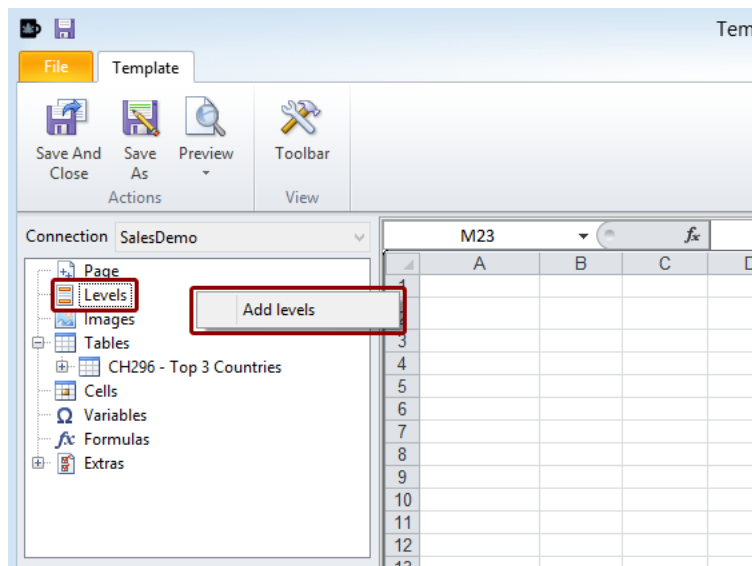 Tem
File
Template
Save And
Close
Save
As
Preview
Toolbar
Actions
View
Connection
SalesDemo
M23
fx
A
B
C
Page
Levels
Add levels
Images
Tables
CH296 - Top 3 Countries
Cells
Ω Variables
fx Formulas
Extras
1
3
4
5
6
7
8
9
10
11
12
13